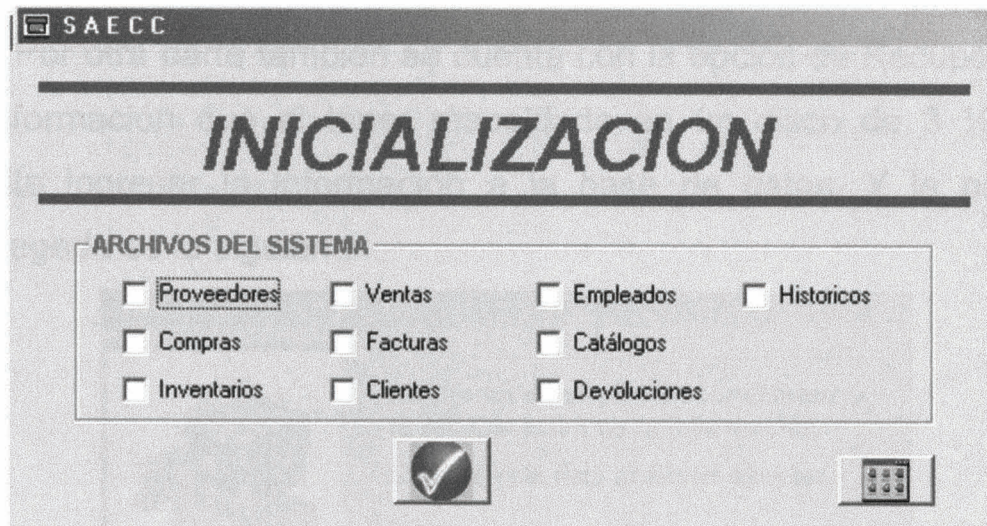 SAECC
INICIALIZACION
ARCHIVOS DEL SISTEMA
Proveedores Ventas Empleados Historicos
Compras Facturas Catálogos
Inventarios Clientes Devoluciones